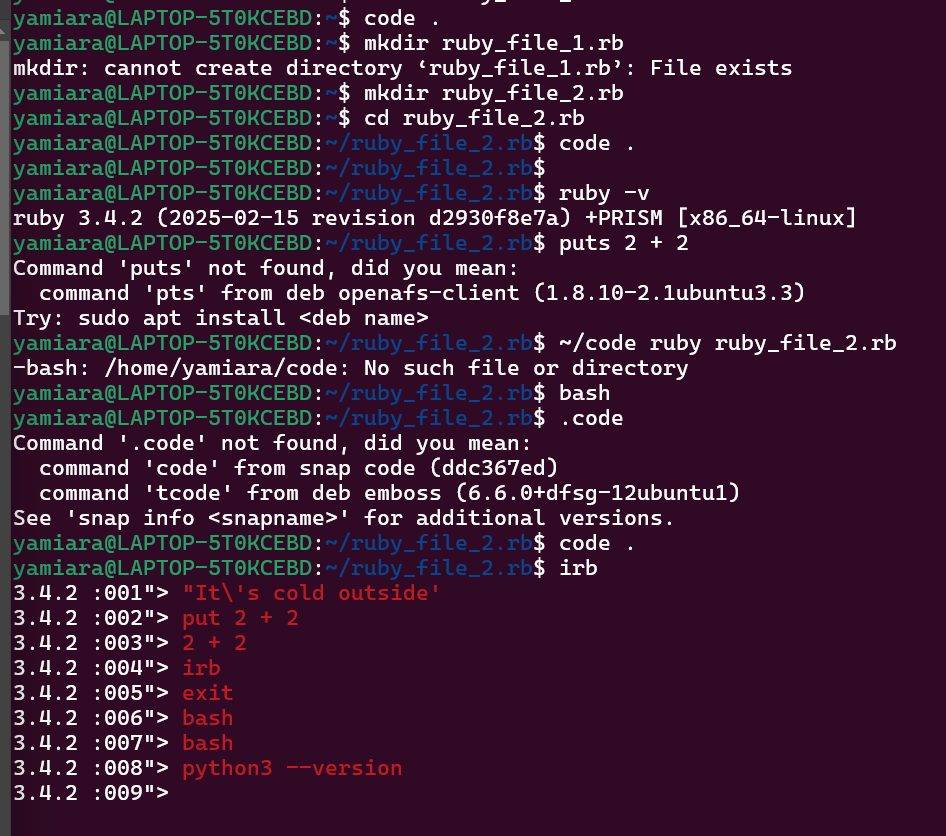 yamiara@LAPTOP-5T0KCEBD:~$ code .
yamiara@LAPTOP-5T0KCEBD:~$ mkdir ruby_file_1.rb
mkdir: cannot create directory ‘ruby_file_1.rb’: File exists
yamiara@LAPTOP-5T0KCEBD:~$ mkdir ruby_file_2.rb
yamiara@LAPTOP-5T0KCEBD:~$ cd ruby_file_2.rb
yamiara@LAPTOP-5T0KCEBD:~/ruby_file_2.rb$ code .
yamiara@LAPTOP-5T0KCEBD:~/ruby_file_2.rb$
yamiara@LAPTOP-5T0KCEBD:~/ruby_file_2.rb$ ruby -v
ruby 3.4.2 (2025-02-15 revision d2930f8e7a) +PRISM [x86_64-linux]
yamiara@LAPTOP-5T0KCEBD:~/ruby_file_2.rb$ puts 2 + 2
Command 'puts' not found, did you mean:
  command 'pts' from deb openafs-client (1.8.10-2.1ubuntu3.3)
Try: sudo apt install <deb name>
yamiara@LAPTOP-5T0KCEBD:~/ruby_file_2.rb$ ~/code ruby ruby_file_2.rb
-bash: /home/yamiara/code: No such file or directory
yamiara@LAPTOP-5T0KCEBD:~/ruby_file_2.rb$ bash
yamiara@LAPTOP-5T0KCEBD:~/ruby_file_2.rb$ .code
Command '.code' not found, did you mean:
  command 'code' from snap code (ddc367ed)
  command 'tcode' from deb emboss (6.6.0+dfsg-12ubuntu1)
See 'snap info <snapname>' for additional versions.
yamiara@LAPTOP-5T0KCEBD:~/ruby_file_2.rb$ code .
yamiara@LAPTOP-5T0KCEBD:~/ruby_file_2.rb$ irb
3.4.2 :001"> "It\'s cold outside'
3.4.2 :002"> put 2 + 2
3.4.2 :003"> 2 + 2
3.4.2 :004"> irb
3.4.2 :005"> exit
3.4.2 :006"> bash
3.4.2 :007"> bash
3.4.2 :008"> python3 --version
3.4.2 :009">